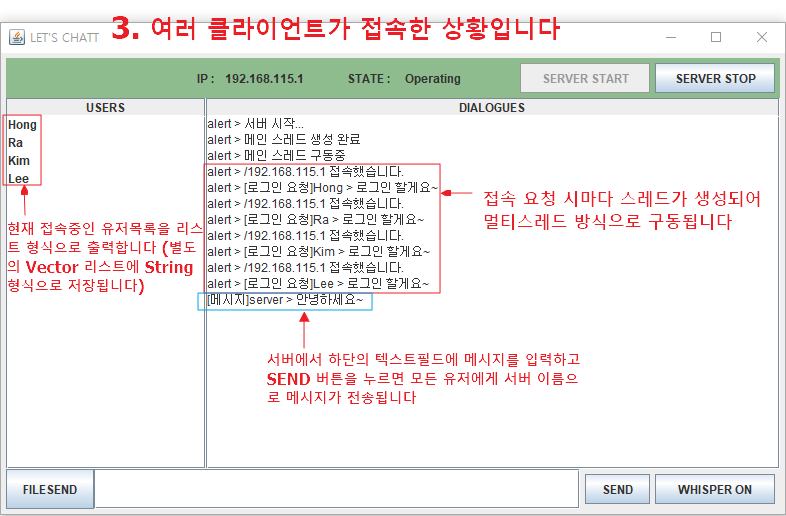 3. 여러 클라이언트가 접속한 상황입니다
LET'S CHATT
IP : 192.168.115.1 STATE : Operating SERVER START SERVER STOP
USERS
DIALOGUES
Hong
Ra
Kim
Lee
현재 접속중인 유저목록을 리스
트 형식으로 출력합니다 (별도
의 Vector 리스트에 String
형식으로 저장됩니다)
alert > 서버 시작...
alert > 메인 스레드 생성 완료
alert > 메인 스레드 구동중
alert > /192.168.115.1 접속했습니다.
alert > [로그인 요청]Hong > 로그인 할게요~
alert > /192.168.115.1 접속했습니다.
alert > [로그인 요청]Ra > 로그인 할게요~
alert > /192.168.115.1 접속했습니다.
alert > [로그인 요청]Kim > 로그인 할게요~
alert > /192.168.115.1 접속했습니다.
alert > [로그인 요청]Lee > 로그인 할게요~
[메시지]server > 안녕하세요~
접속 요청 시마다 스레드가 생성되어
멀티스레드 방식으로 구동됩니다
서버에서 하단의 텍스트필드에 메시지를 입력하고
SEND 버튼을 누르면 모든 유저에게 서버 이름으
로 메시지가 전송됩니다
FILESEND SEND WHISPER ON